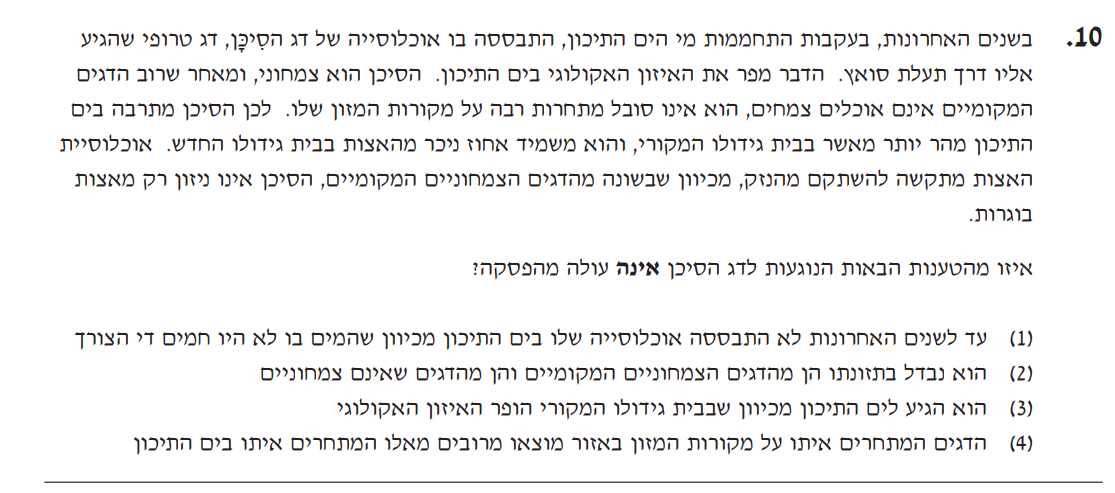 10. בשנים האחרונות, בעקבות התחממות מי הים התיכון, התבססה בו אוכלוסייה של דג הסִיכָּן, דג טרופי שהגיע
אליו דרך תעלת סואץ. הדבר מפר את האיזון האקולוגי בים התיכון. הסיכן הוא צמחוני, ומאחר שרוב הדגים
המקומיים אינם אוכלים צמחים, הוא אינו סובל מתחרות רבה על מקורות המזון שלו. לכן הסיכן מתרבה בים
התיכון מהר יותר מאשר בבית גידולו המקורי, והוא משמיד אחוז ניכר מהאצות בבית גידולו החדש. אוכלוסיית
האצות מתקשה להשתקם מהנזק, מכיוון שבשונה מהדגים הצמחוניים המקומיים, הסיכן אינו ניזון רק מאצות
בוגרות.
איזו מהטענות הבאות הנוגעות לדג הסיכן אינה עולה מהפסקה?
(1) עד לשנים האחרונות לא התבססה אוכלוסייה שלו בים התיכון מכיוון שהמים בו לא היו חמים די הצורך
(2) הוא נבדל בתזונתו הן מהדגים הצמחוניים המקומיים והן מהדגים שאינם צמחוניים
(3) הוא הגיע לים התיכון מכיוון שבבית גידולו המקורי הופר האיזון האקולוגי
(4) הדגים המתחרים איתו על מקורות המזון באזור מוצאו מרובים מאלו המתחרים איתו בים התיכון